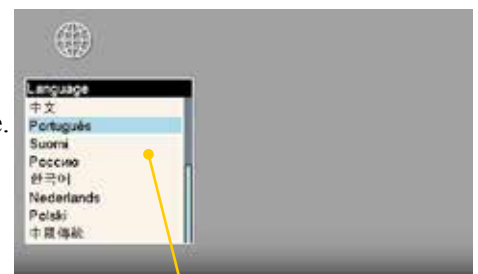 Language
中文
Português
Suomi
한국어
Nederlands
Polski